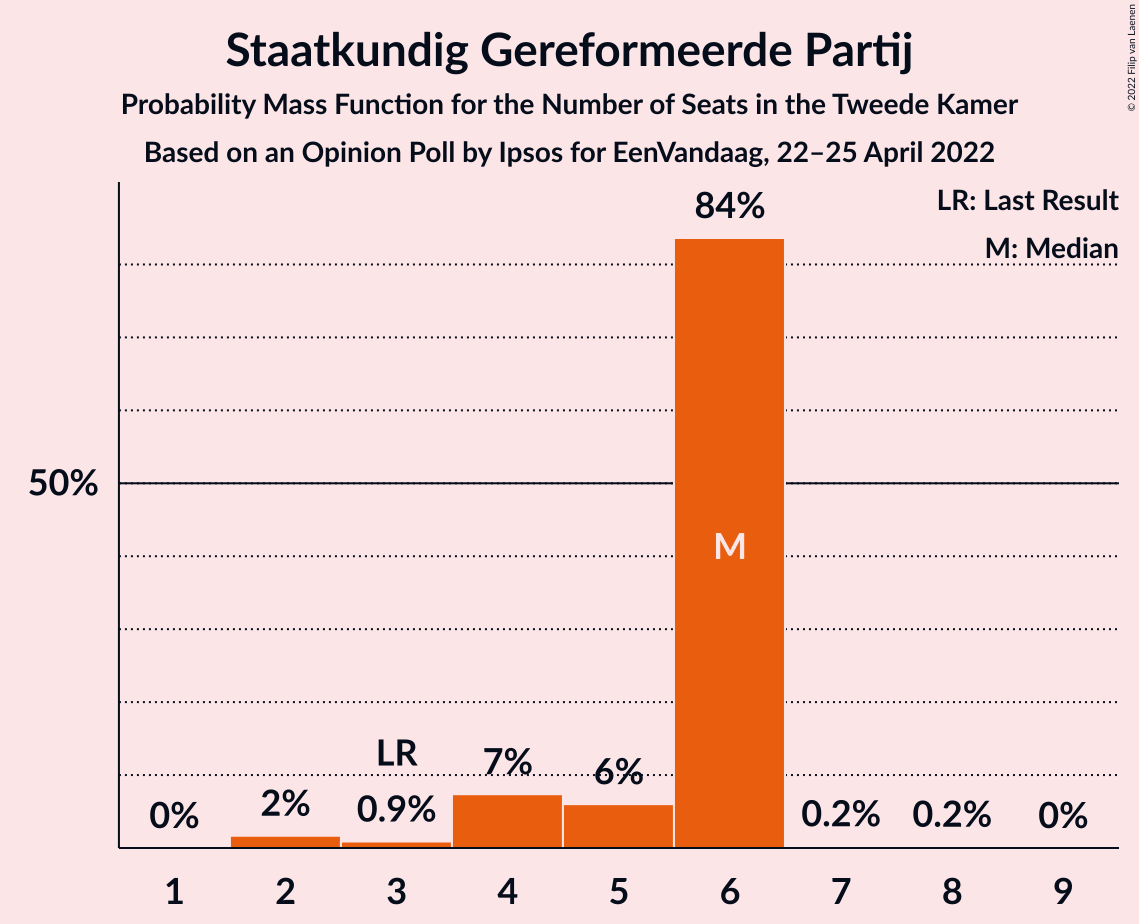 Staatkundig Gereformeerde Partij
Probability Mass Function for the Number of Seats in the Tweede Kamer
Based on an Opinion Poll by Ipsos for EenVandaag, 22–25 April 2022
© 2022 Filip van Laenen
LR: Last Result
M: Median
84%
50%
M
LR
0%
2%
0.9%
7%
6%
0.2%
0.2%
0%
1 2 3 4 5 6 7 8 9